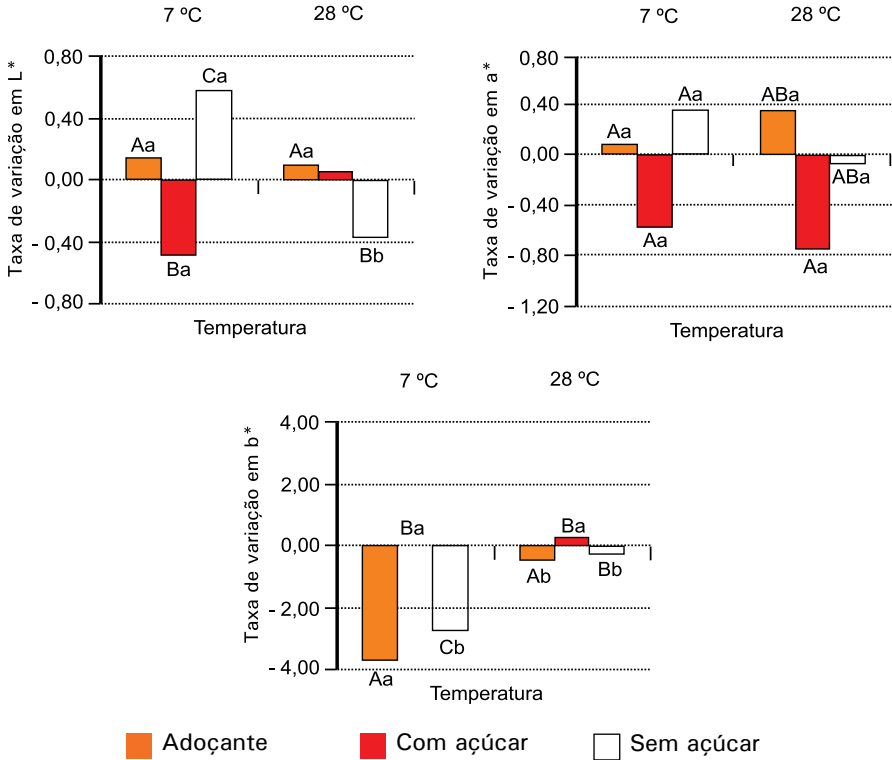 7 ºC 28 ºC
Taxa de variação em L*
0,80
0,40
0,00
- 0,40
- 0,80
Aa
Ba
Ca
Aa
Bb
Temperatura
7 ºC 28 ºC
Taxa de variação em a*
0,80
0,40
0,00
- 0,40
- 0,80
- 1,20
Aa
Aa
Aa
ABa
Aa
ABa
Temperatura
7 ºC 28 ºC
Taxa de variação em b*
4,00
2,00
0,00
- 2,00
- 4,00
Aa
Ba
Cb
Ab
Ba
Bb
Temperatura
Adoçante Com açúcar Sem açúcar